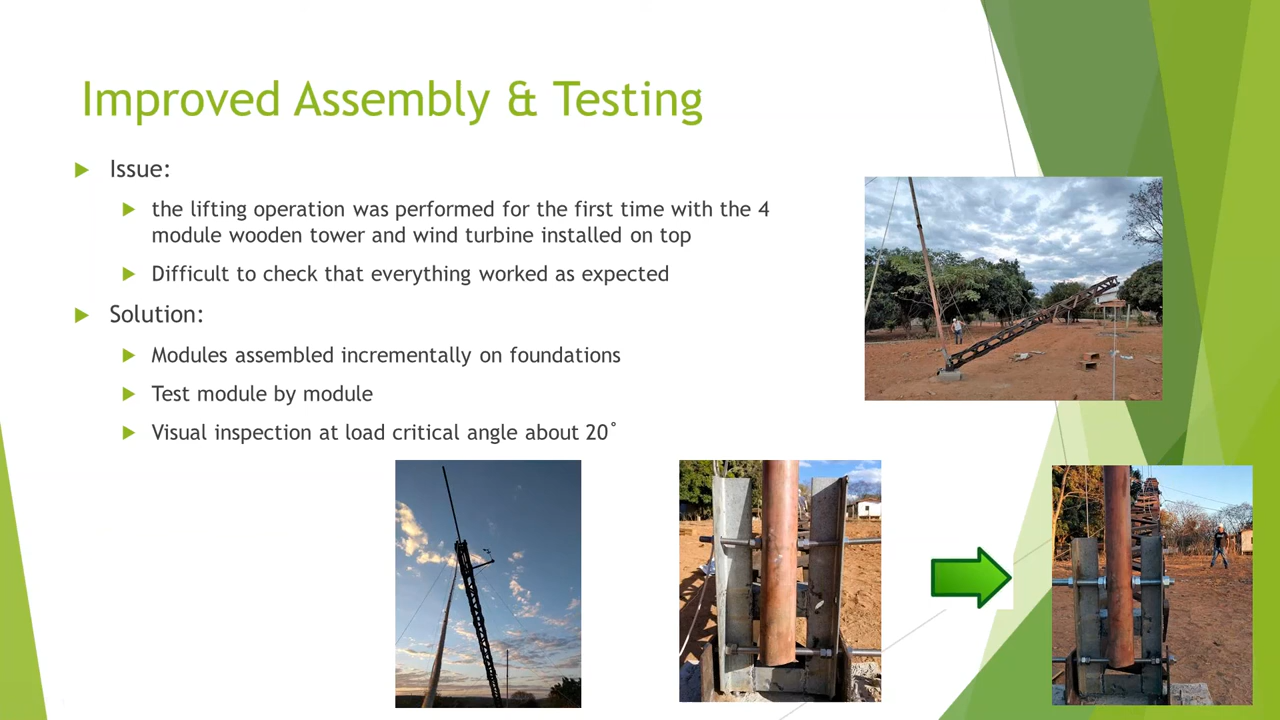 Improved Assembly & Testing
Issue:
the lifting operation was performed for the first time with the 4
module wooden tower and wind turbine installed on top
Difficult to check that everything worked as expected
Solution:
Modules assembled incrementally on foundations
Test module by module
Visual inspection at load critical angle about 20˚